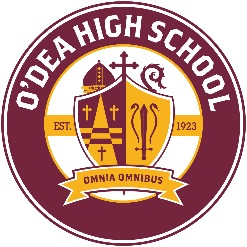 O'DEA HIGH SCHOOL
EST. 1923
OMNIA OMNIBUS